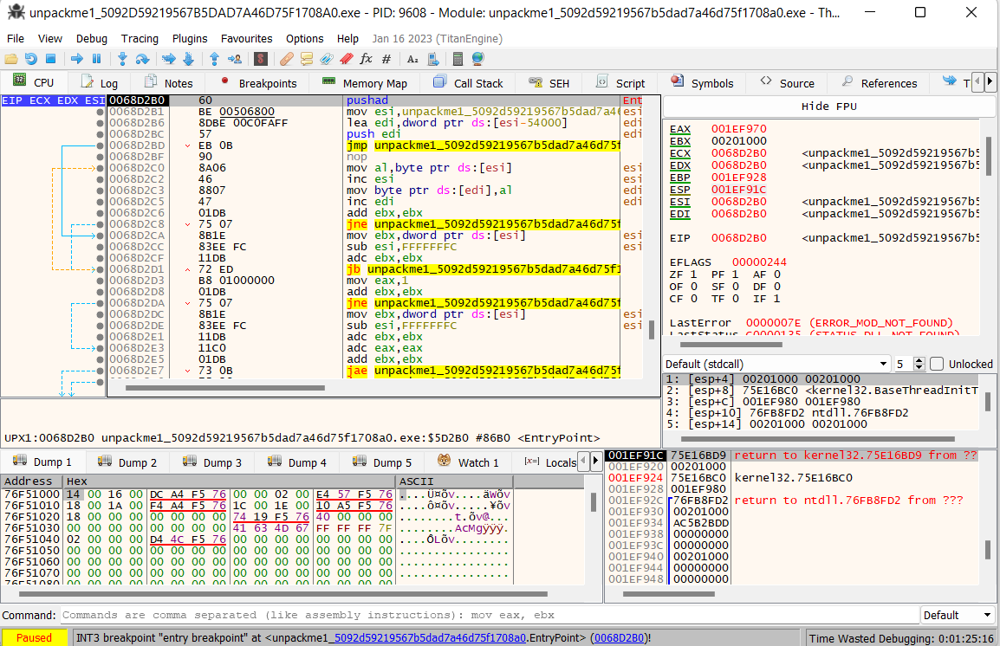 unpackme1_5092D59219567B5DAD7A46D75F1708A0.exe - PID: 9608 - Module: unpackme1_5092d59219567b5dad7a46d75f1708a0.exe - Th...
File View Debug Tracing Plugins Favourites Options Help Jan 16 2023 (TitanEngine)
CPU Log Notes Breakpoints Memory Map Call Stack SEH Script Symbols Source References T
EIP ECX EDX ESI 0068D2B0 60 pushad Ent
0068D2B1 BE 00506800 mov esi,unpackme1_5092d59219567b5dad7a46 esi
0068D2B6 8DBE 00C0FAFF lea edi,dword ptr ds:[esi-54000] edi
0068D2BC 57 push edi edi
0068D2BD EB 0B jmp unpackme1_5092d59219567b5dad7a46d75f
0068D2BF 90 nop
0068D2C0 8A06 mov al,byte ptr ds:[esi] esi
0068D2C2 46 inc esi esi
0068D2C3 8807 mov byte ptr ds:[edi],al edi
0068D2C5 47 inc edi edi
0068D2C6 01DB add ebx,ebx
0068D2C8 75 07 jne unpackme1_5092d59219567b5dad7a46d75f
0068D2CA 8B1E mov ebx,dword ptr ds:[esi] esi
0068D2CC 83EE FC sub esi,FFFFFFFC esi
0068D2CF 11DB adc ebx,ebx
0068D2D1 72 ED jb unpackme1_5092d59219567b5dad7a46d75f1
0068D2D3 B8 01000000 mov eax,1
0068D2D8 01DB add ebx,ebx
0068D2DA 75 07 jne unpackme1_5092d59219567b5dad7a46d75f
0068D2DC 8B1E mov ebx,dword ptr ds:[esi] esi
0068D2DE 83EE FC sub esi,FFFFFFFC esi
0068D2E1 11DB adc ebx,ebx
0068D2E3 11C0 adc eax,eax
0068D2E5 01DB add ebx,ebx
0068D2E7 73 0B jae unpackme1_5092d59219567b5dad7a46d75f
Hide FPU
EAX 001EF970
EBX 00201000
ECX 0068D2B0 <unpackme1_5092d59219567b5
EDX 0068D2B0 <unpackme1_5092d59219567b5
EBP 001EF928
ESP 001EF91C
ESI 0068D2B0 <unpackme1_5092d59219567b5
EDI 0068D2B0 <unpackme1_5092d59219567b5
EIP 0068D2B0 <unpackme1_5092d59219567b5
EFLAGS 00000244
ZF 1 PF 1 AF 0
OF 0 SF 0 DF 0
CF 0 TF 0 IF 1
LastError 0000007E (ERROR_MOD_NOT_FOUND)
LastStatus C0000135 (STATUS_DLL_NOT_FOUND)
Default (stdcall) 5 Unlocked
1: [esp+4] 00201000 00201000
2: [esp+8] 75E16BC0 <kernel32.BaseThreadInitT
3: [esp+C] 001EF980 001EF980
4: [esp+10] 76FB8FD2 ntdll.76FB8FD2
5: [esp+14] 00201000 00201000
UPX1:0068D2B0 unpackme1_5092d59219567b5dad7a46d75f1708a0.exe:$5D2B0 #86B0 <EntryPoint>
Dump 1 Dump 2 Dump 3 Dump 4 Dump 5 Watch 1 [x=] Locals
Address Hex ASCII
76F51000 14 00 16 00 DC A4 F5 76 00 00 02 00 E4 57 F5 76 ....Ü¤õv....äWõv
76F51010 18 00 1A 00 F4 A4 F5 76 1C 00 1E 00 10 A5 F5 76 ....ô¤õv.....¥õv
76F51020 18 00 00 00 00 00 00 00 74 19 F5 76 40 00 00 00 ........t.õv@...
76F51030 00 00 00 00 00 00 00 00 41 63 4D 67 FF FF FF 7F ........AcMgÿÿÿ.
76F51040 02 00 00 00 D4 4C F5 76 00 00 00 00 00 00 00 00 ....ÔLõv........
76F51050 00 00 00 00 00 00 00 00 00 00 00 00 00 00 00 00 ................
76F51060 00 00 00 00 00 00 00 00 00 00 00 00 00 00 00 00 ................
76F51070 00 00 00 00 00 00 00 00 00 00 00 00 00 00 00 00 ................
76F51080 00 00 00 00 00 00 00 00 00 00 00 00 00 00 00 00 ................
001EF91C 75E16BD9 return to kernel32.75E16BD9 from ??
001EF920 00201000
001EF924 75E16BC0 kernel32.75E16BC0
001EF928 001EF980
001EF92C 76FB8FD2 return to ntdll.76FB8FD2 from ???
001EF930 00201000
001EF934 AC5B2BDD
001EF938 00000000
001EF93C 00000000
001EF940 00201000
001EF944 00000000
001EF948 00000000
Command: Commands are comma separated (like assembly instructions): mov eax, ebx Default
Paused INT3 breakpoint "entry breakpoint" at <unpackme1_5092d59219567b5dad7a46d75f1708a0.EntryPoint> (0068D2B0)! Time Wasted Debugging: 0:01:25:16